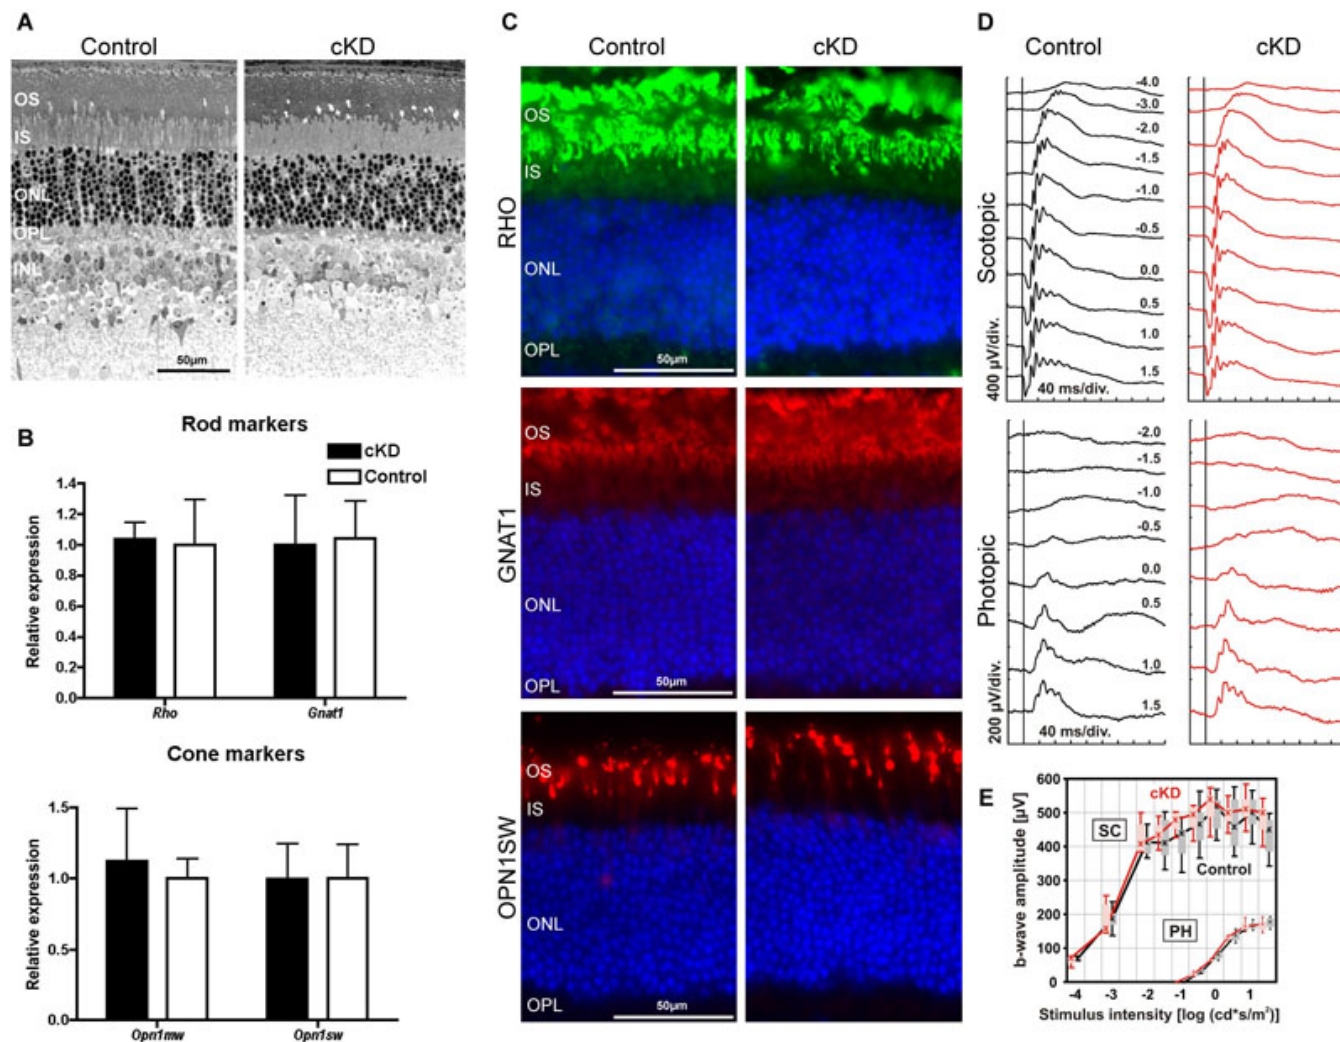 A
Control
cKD
OS
IS
ONL
OPL
INL
50µm
B
Rod markers
cKD
Control
Relative expression
1.4
1.2
1.0
0.8
0.6
0.4
0.2
0.0
Rho
Gnat1
Cone markers
Relative expression
1.5
1.0
0.5
0.0
Opn1mw
Opn1sw
C
Control
cKD
RHO
OS
IS
ONL
OPL
50µm
GNAT1
OS
IS
ONL
OPL
50µm
OPN1SW
OS
IS
ONL
OPL
50µm
D
Control
cKD
Scotopic
400 µV/div.
-4.0
-3.0
-2.0
-1.5
-1.0
-0.5
0.0
0.5
1.0
1.5
40 ms/div.
Photopic
200 µV/div.
-2.0
-1.5
-1.0
-0.5
0.0
0.5
1.0
1.5
40 ms/div.
E
b-wave amplitude [µV]
600
500
400
300
200
100
0
cKD
SC
Control
PH
-4 -3 -2 -1 0 1
Stimulus intensity [log (cd*s/m²)]